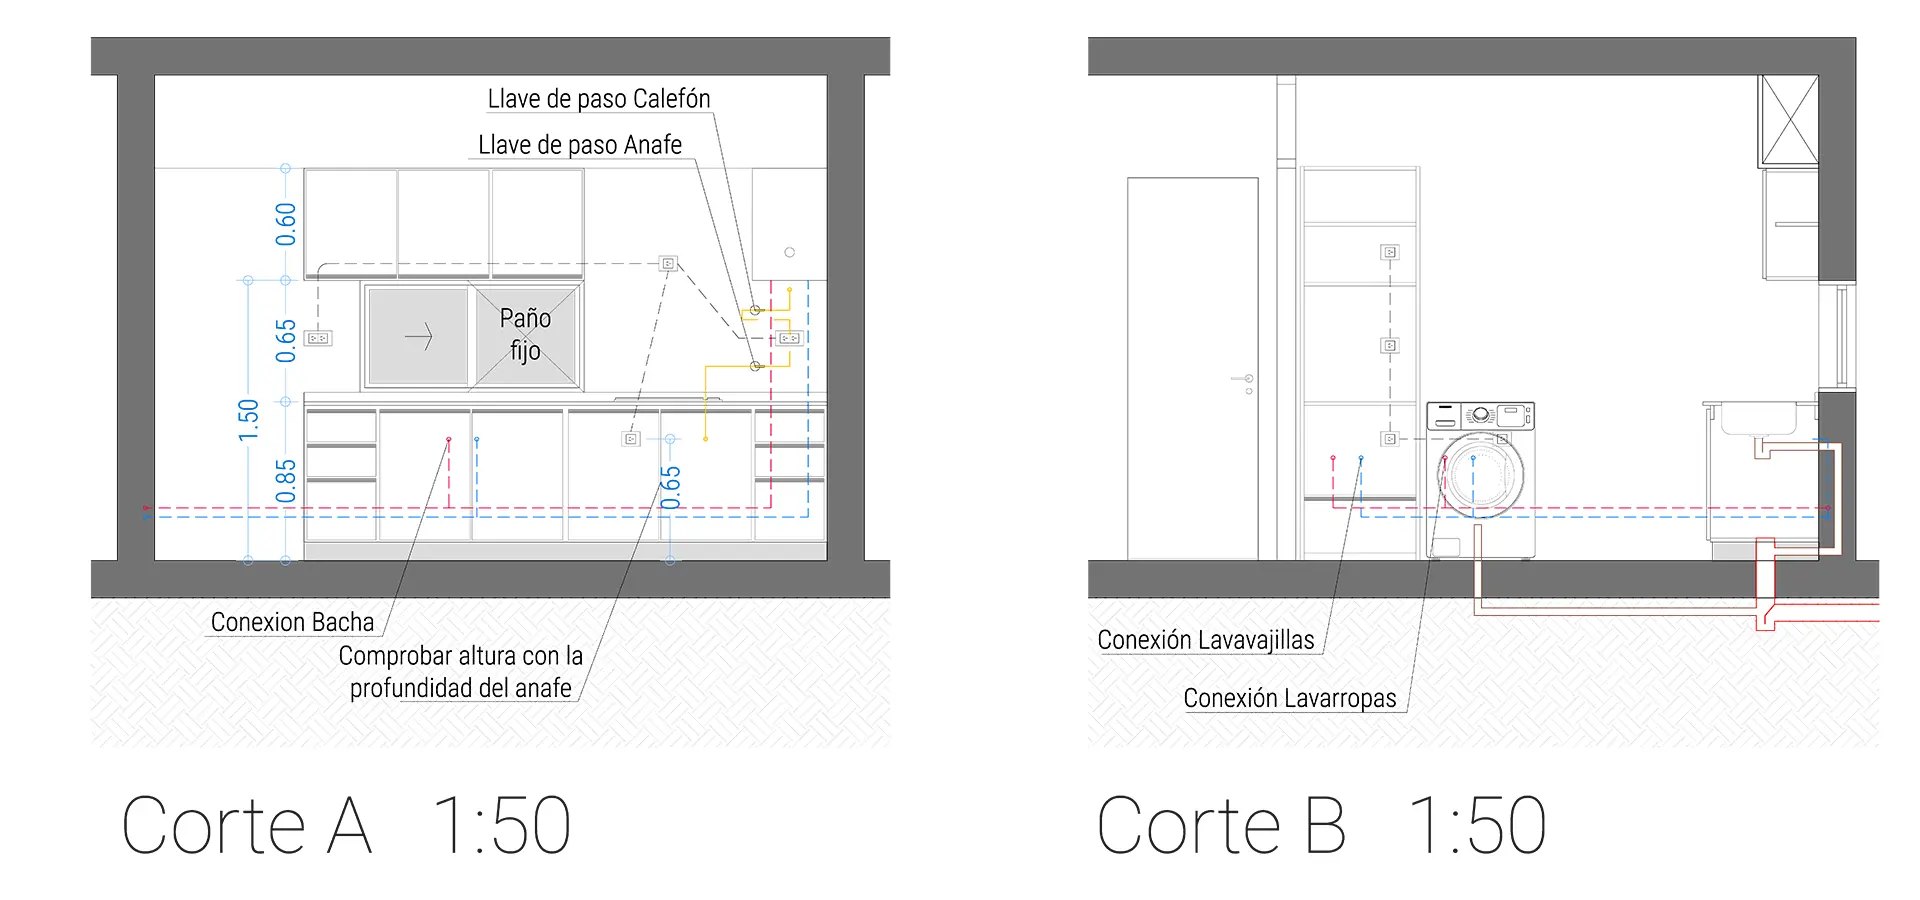 Llave de paso Calefón
Llave de paso Anafe
0.60
0.65
1.50
0.85
0.65
Paño
fijo
Conexion Bacha
Comprobar altura con la
profundidad del anafe
Corte A 1:50
Conexión Lavavajillas
Conexión Lavarropas
Corte B 1:50